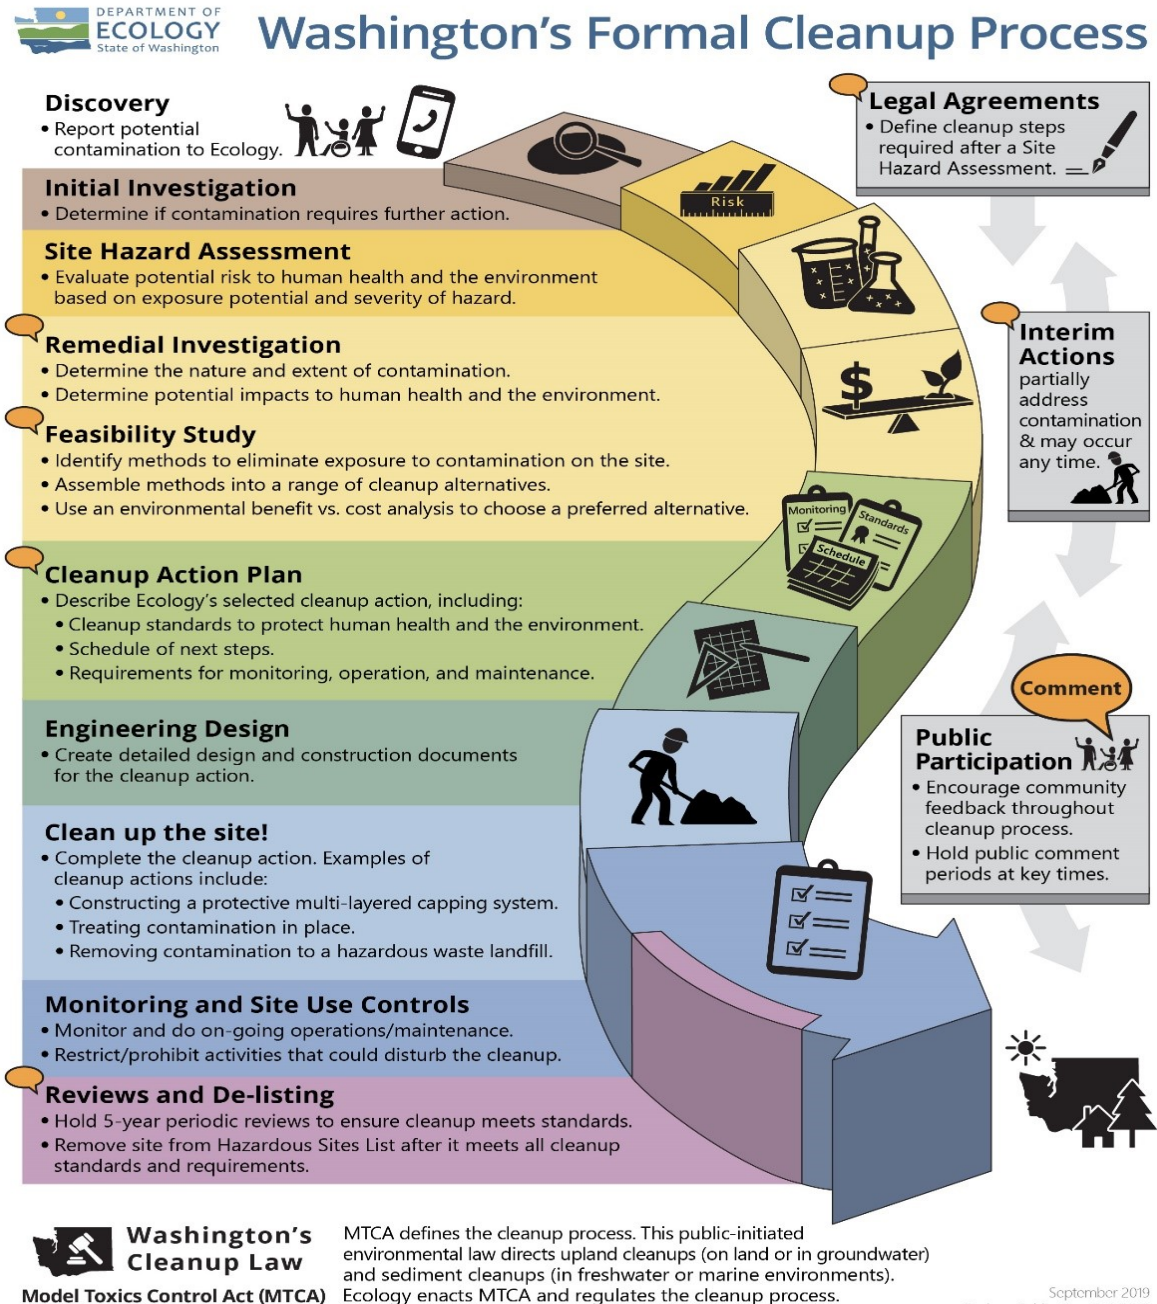 DEPARTMENT OF
ECOLOGY
State of Washington
Washington's Formal Cleanup Process
Discovery
• Report potential
contamination to Ecology.
Initial Investigation
• Determine if contamination requires further action.
Site Hazard Assessment
• Evaluate potential risk to human health and the environment
based on exposure potential and severity of hazard.
Remedial Investigation
• Determine the nature and extent of contamination.
• Determine potential impacts to human health and the environment.
Feasibility Study
• Identify methods to eliminate exposure to contamination on the site.
• Assemble methods into a range of cleanup alternatives.
• Use an environmental benefit vs. cost analysis to choose a preferred alternative.
Cleanup Action Plan
• Describe Ecology's selected cleanup action, including:
• Cleanup standards to protect human health and the environment.
• Schedule of next steps.
• Requirements for monitoring, operation, and maintenance.
Engineering Design
• Create detailed design and construction documents
for the cleanup action.
Clean up the site!
• Complete the cleanup action. Examples of
cleanup actions include:
• Constructing a protective multi-layered capping system.
• Treating contamination in place.
• Removing contamination to a hazardous waste landfill.
Monitoring and Site Use Controls
• Monitor and do on-going operations/maintenance.
• Restrict/prohibit activities that could disturb the cleanup.
Reviews and De-listing
• Hold 5-year periodic reviews to ensure cleanup meets standards.
• Remove site from Hazardous Sites List after it meets all cleanup
standards and requirements.
Risk
Monitoring
Standards
Schedule
Legal Agreements
• Define cleanup steps
required after a Site
Hazard Assessment.
Interim
Actions
partially
address
contamination
& may occur
any time.
Comment
Public
Participation
• Encourage community
feedback throughout
cleanup process.
• Hold public comment
periods at key times.
Washington's
Cleanup Law
Model Toxics Control Act (MTCA)
MTCA defines the cleanup process. This public-initiated
environmental law directs upland cleanups (on land or in groundwater)
and sediment cleanups (in freshwater or marine environments).
Ecology enacts MTCA and regulates the cleanup process.
September 2019